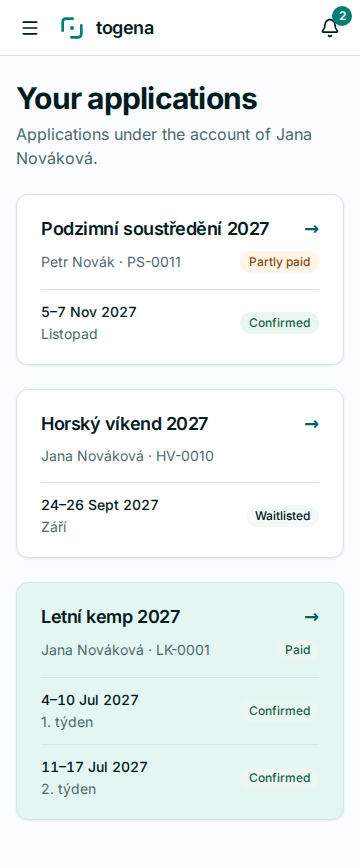 togena
2
Your applications
Applications under the account of Jana
Nováková.
Podzimní soustředění 2027 →
Petr Novák · PS-0011 Partly paid
5–7 Nov 2027
Listopad
Confirmed
Horský víkend 2027 →
Jana Nováková · HV-0010
24–26 Sept 2027
Září
Waitlisted
Letní kemp 2027 →
Jana Nováková · LK-0001 Paid
4–10 Jul 2027
1. týden
Confirmed
11–17 Jul 2027
2. týden
Confirmed